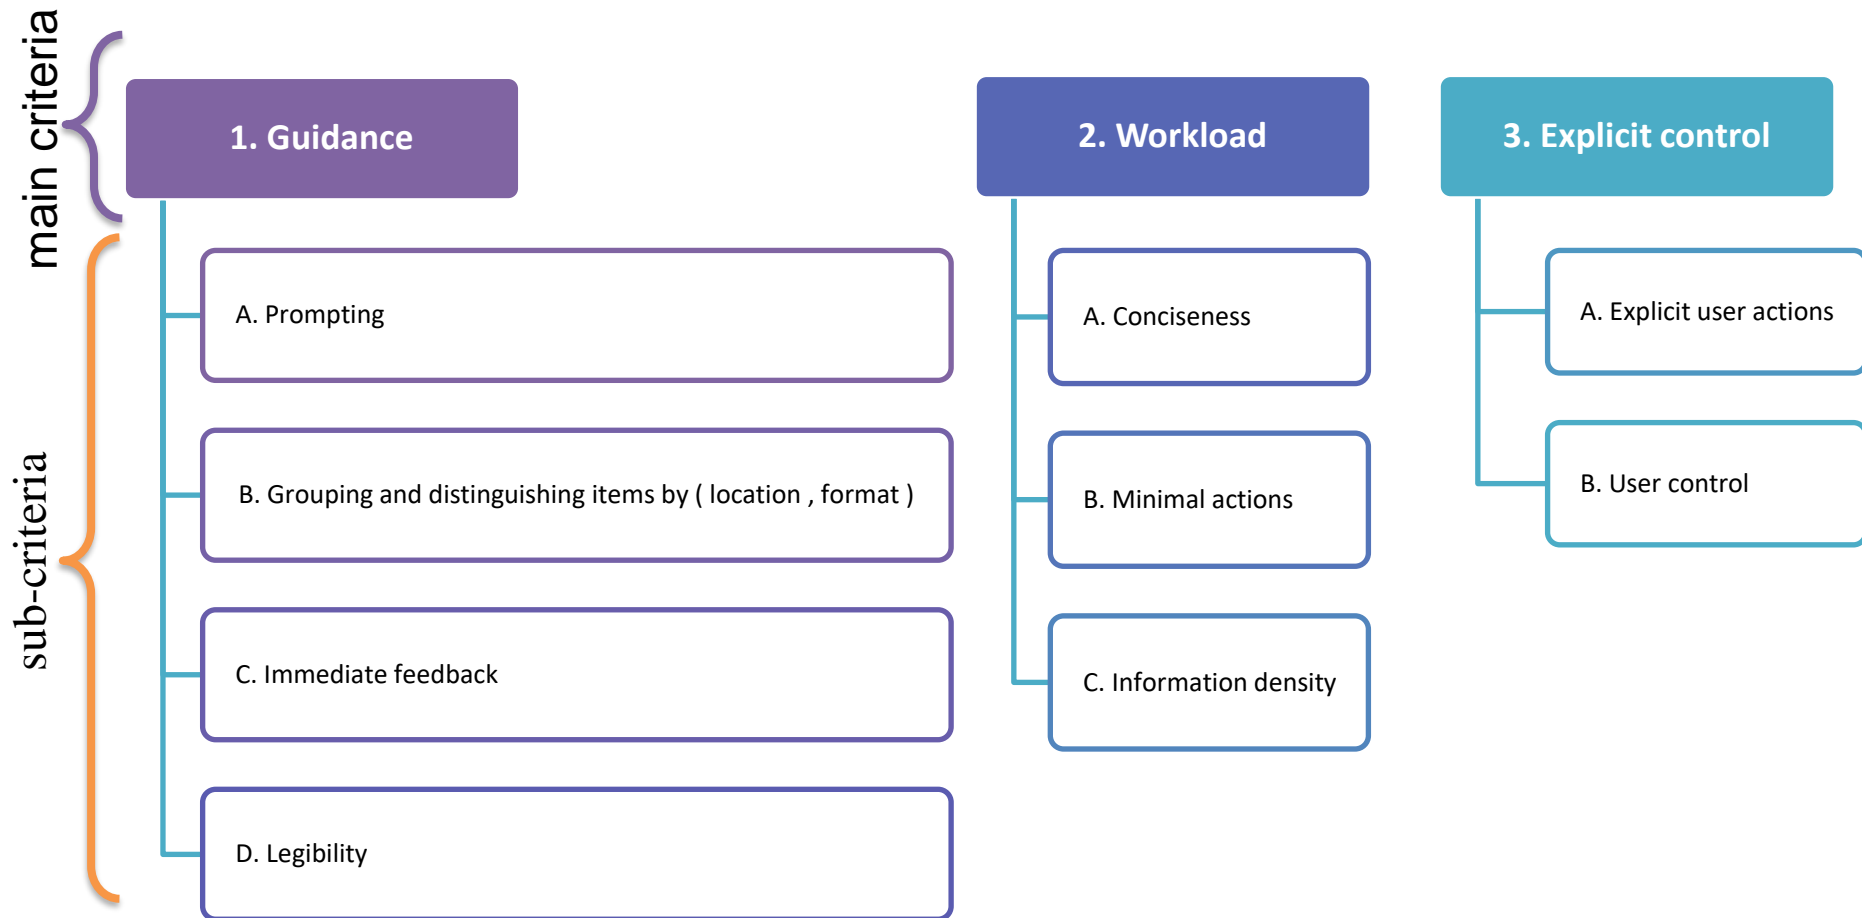 main criteria
sub-criteria
1. Guidance
A. Prompting
B. Grouping and distinguishing items by ( location , format )
C. Immediate feedback
D. Legibility
2. Workload
A. Conciseness
B. Minimal actions
C. Information density
3. Explicit control
A. Explicit user actions
B. User control